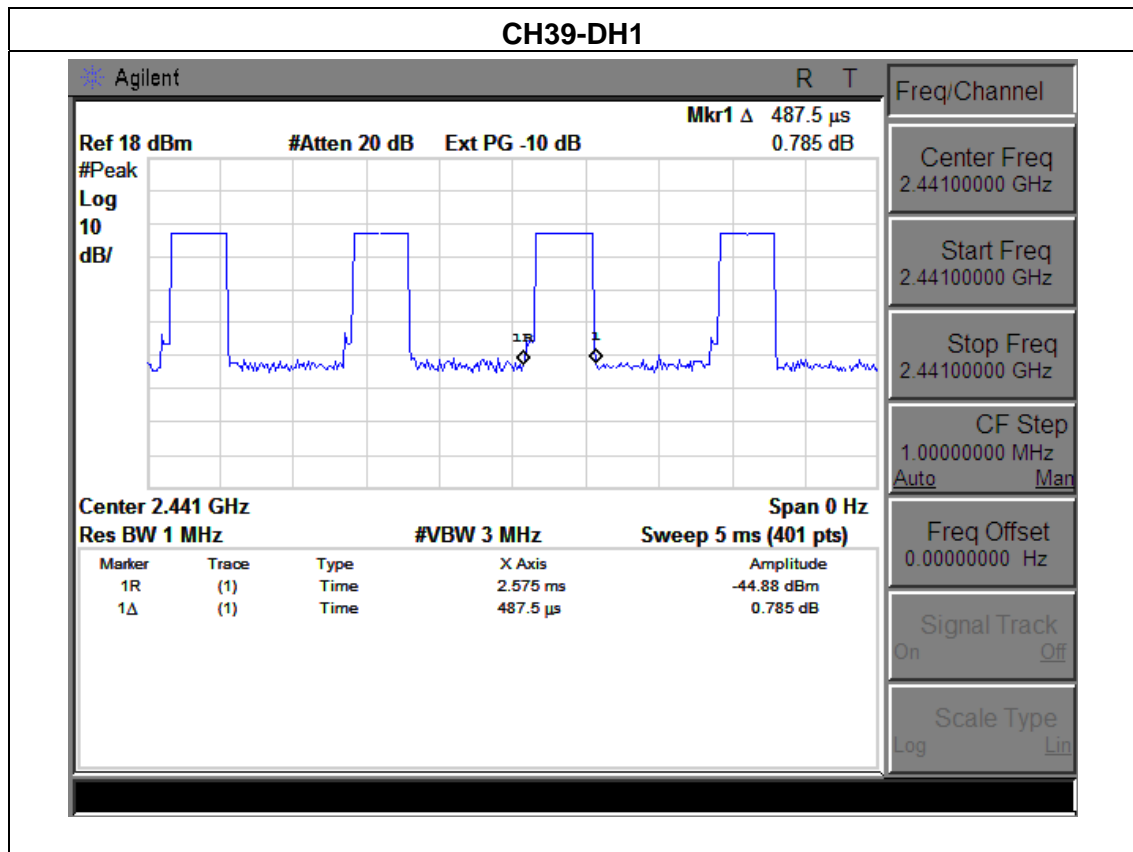 CH39-DH1
Agilent
R T
Freq/Channel
Mkr1 Δ 487.5 µs
Ref 18 dBm #Atten 20 dB Ext PG -10 dB 0.785 dB
#Peak
Log
10
dB/
1R
1
Center 2.441 GHz Span 0 Hz
Res BW 1 MHz #VBW 3 MHz Sweep 5 ms (401 pts)
Marker Trace Type X Axis Amplitude
1R (1) Time 2.575 ms -44.88 dBm
1Δ (1) Time 487.5 µs 0.785 dB
Center Freq
2.44100000 GHz
Start Freq
2.44100000 GHz
Stop Freq
2.44100000 GHz
CF Step
1.00000000 MHz
Auto Man
Freq Offset
0.00000000 Hz
Signal Track
On Off
Scale Type
Log Lin